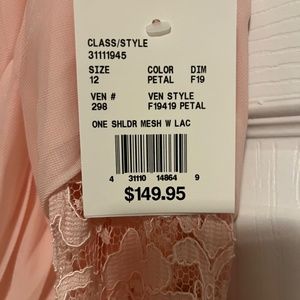 CLASS/STYLE
31111945
SIZE COLOR DIM
12 PETAL F19
VEN # VEN STYLE
298 F19419 PETAL
ONE SHLDR MESH W LAC
4 31110 14864 9
$149.95